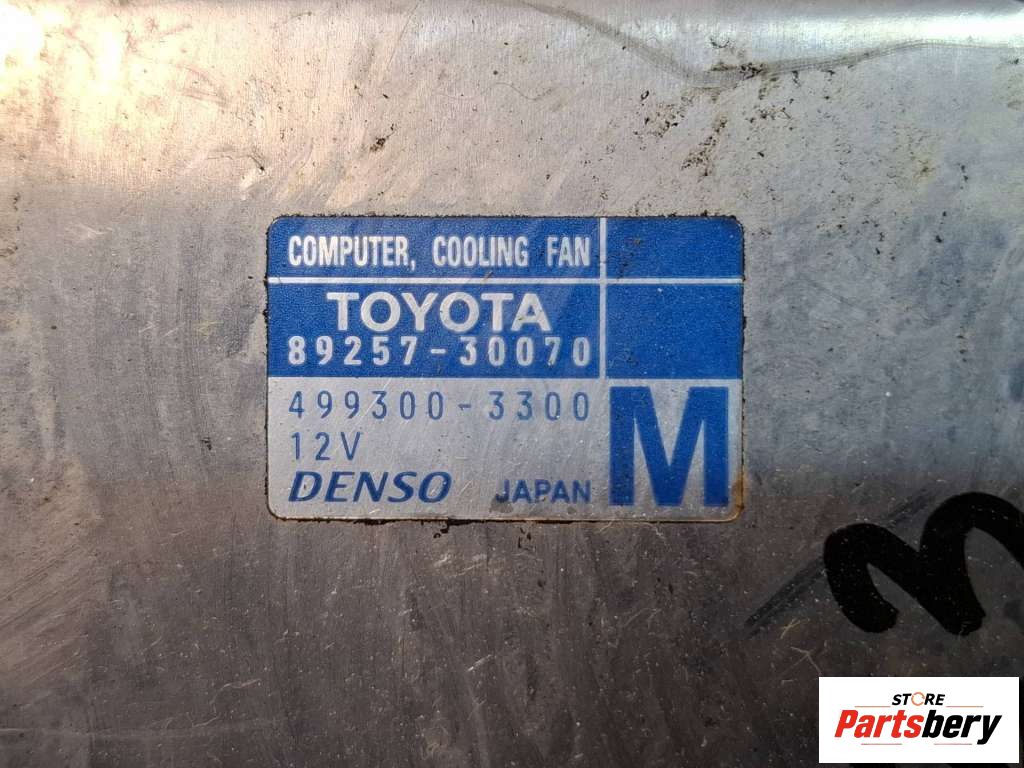 COMPUTER, COOLING FAN
TOYOTA
89257-30070
499300-3300
12V
DENSO JAPAN M
STORE
Partsbery